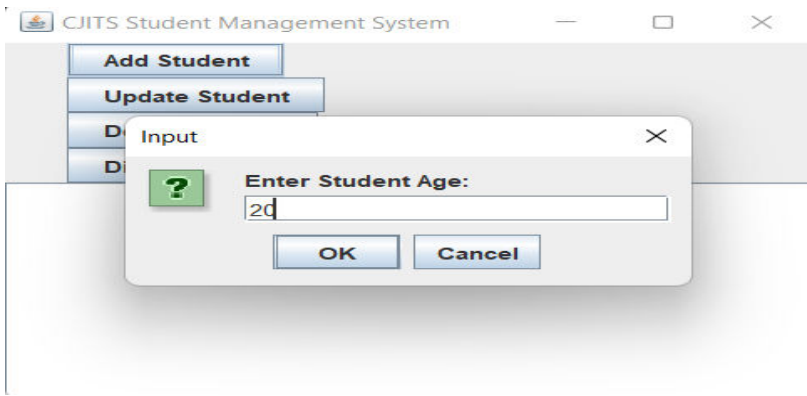 CJITS Student Management System
Add Student
Update Student
Input
Enter Student Age:
20
OK
Cancel